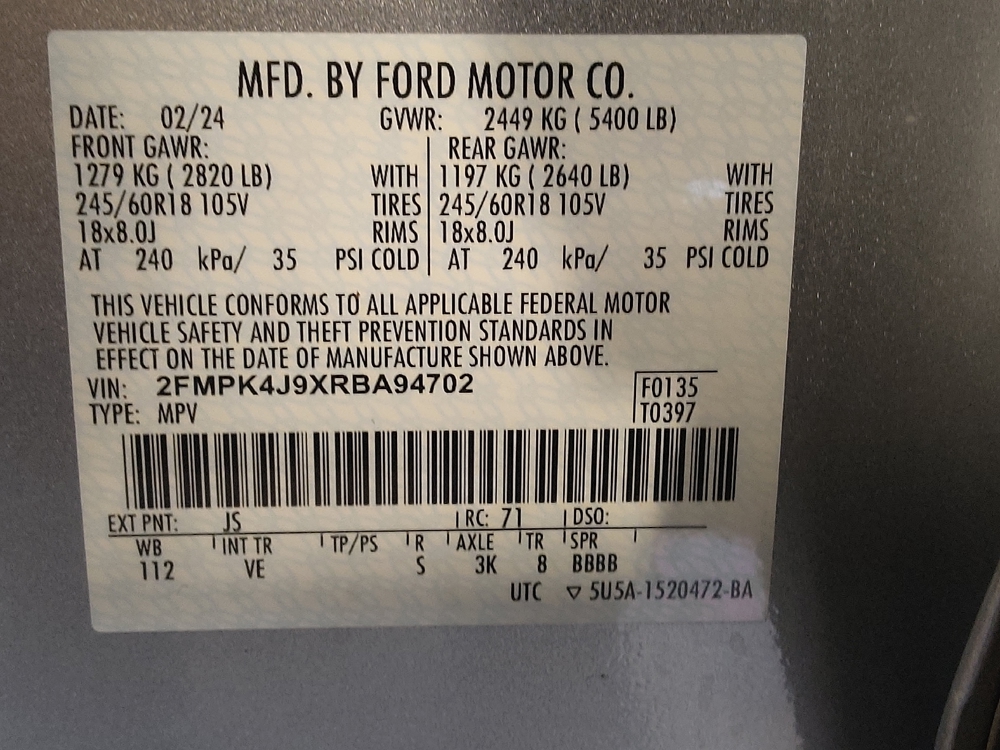 MFD. BY FORD MOTOR CO.
DATE: 02/24 GVWR: 2449 KG ( 5400 LB)
FRONT GAWR: REAR GAWR:
1279 KG ( 2820 LB) WITH 1197 KG ( 2640 LB) WITH
245/60R18 105V TIRES 245/60R18 105V TIRES
18x8.0J RIMS 18x8.0J RIMS
AT 240 kPa/ 35 PSI COLD AT 240 kPa/ 35 PSI COLD
THIS VEHICLE CONFORMS TO ALL APPLICABLE FEDERAL MOTOR
VEHICLE SAFETY AND THEFT PREVENTION STANDARDS IN
EFFECT ON THE DATE OF MANUFACTURE SHOWN ABOVE.
VIN: 2FMPK4J9XRBA94702 F0135
TYPE: MPV T0397
EXT PNT: JS RC: 71 DSO:
WB INT TR TP/PS R AXLE TR SPR
112 VE S 3K 8 BBBB
UTC ▽ 5U5A-1520472-BA